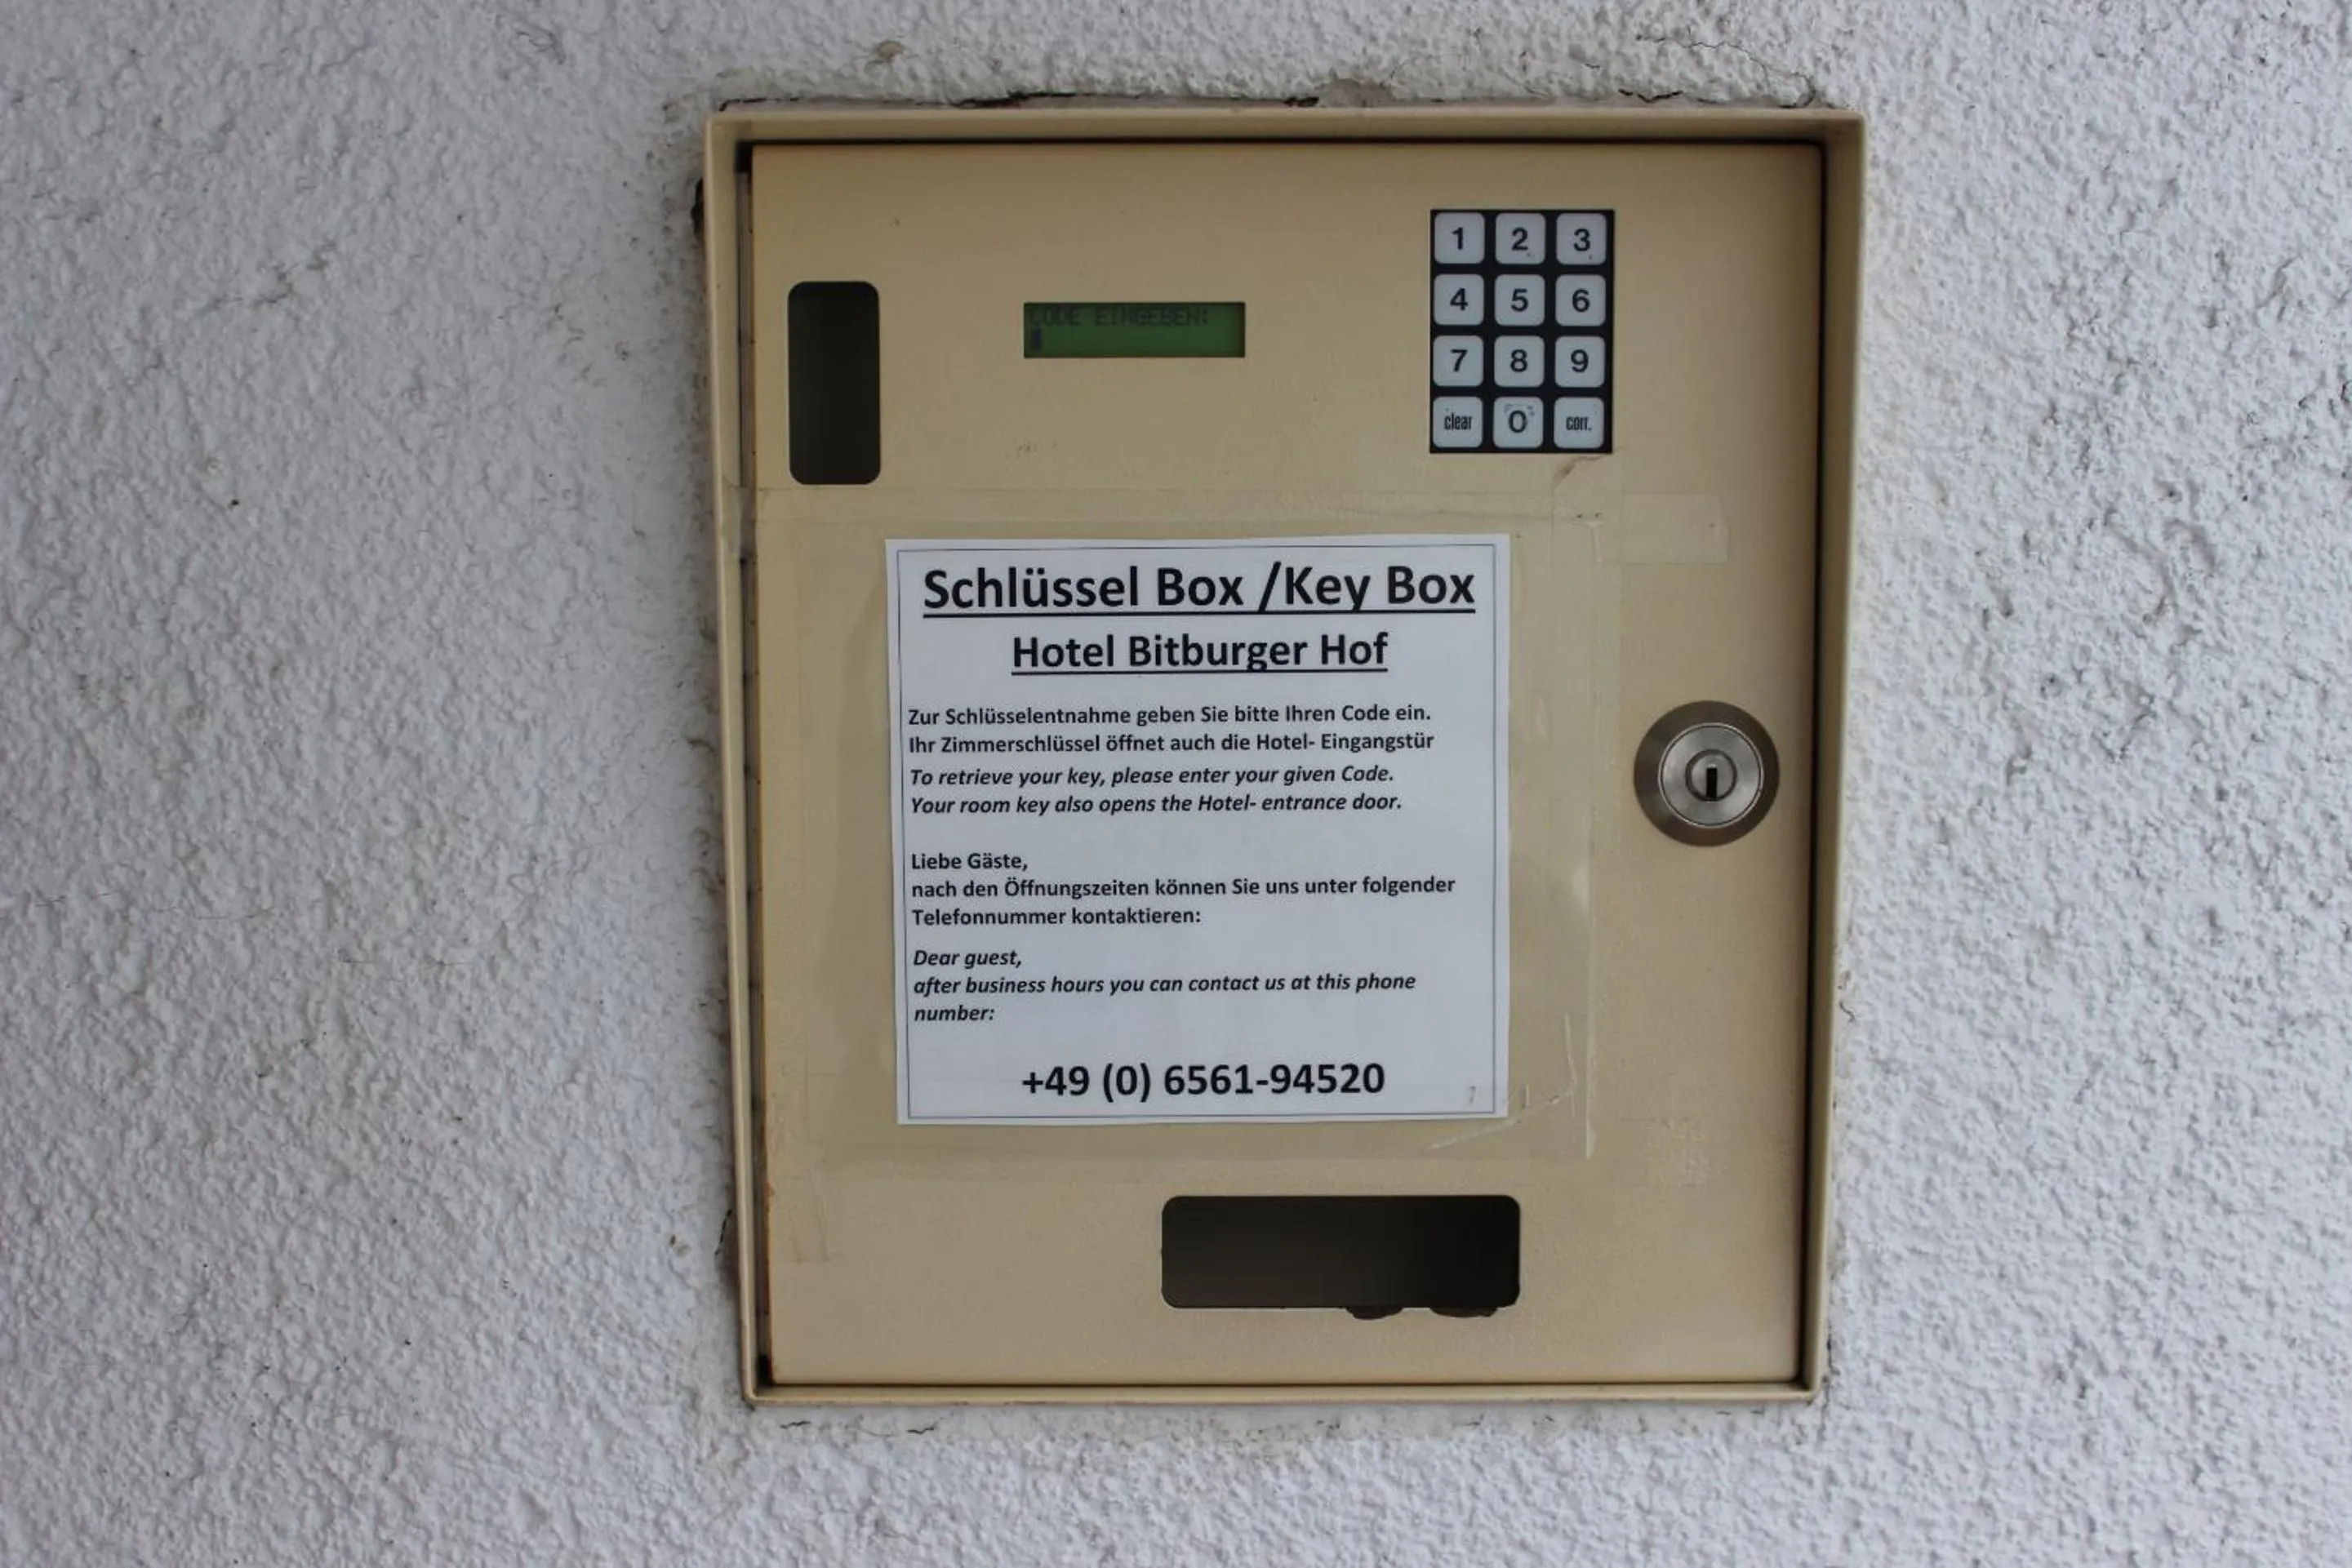 CODE EINGEBEN:
1 2 3
4 5 6
7 8 9
clear 0 corr.
Schlüssel Box /Key Box
Hotel Bitburger Hof
Zur Schlüsselentnahme geben Sie bitte Ihren Code ein.
Ihr Zimmerschlüssel öffnet auch die Hotel- Eingangstür
To retrieve your key, please enter your given Code.
Your room key also opens the Hotel- entrance door.
Liebe Gäste,
nach den Öffnungszeiten können Sie uns unter folgender
Telefonnummer kontaktieren:
Dear guest,
after business hours you can contact us at this phone
number:
+49 (0) 6561-94520